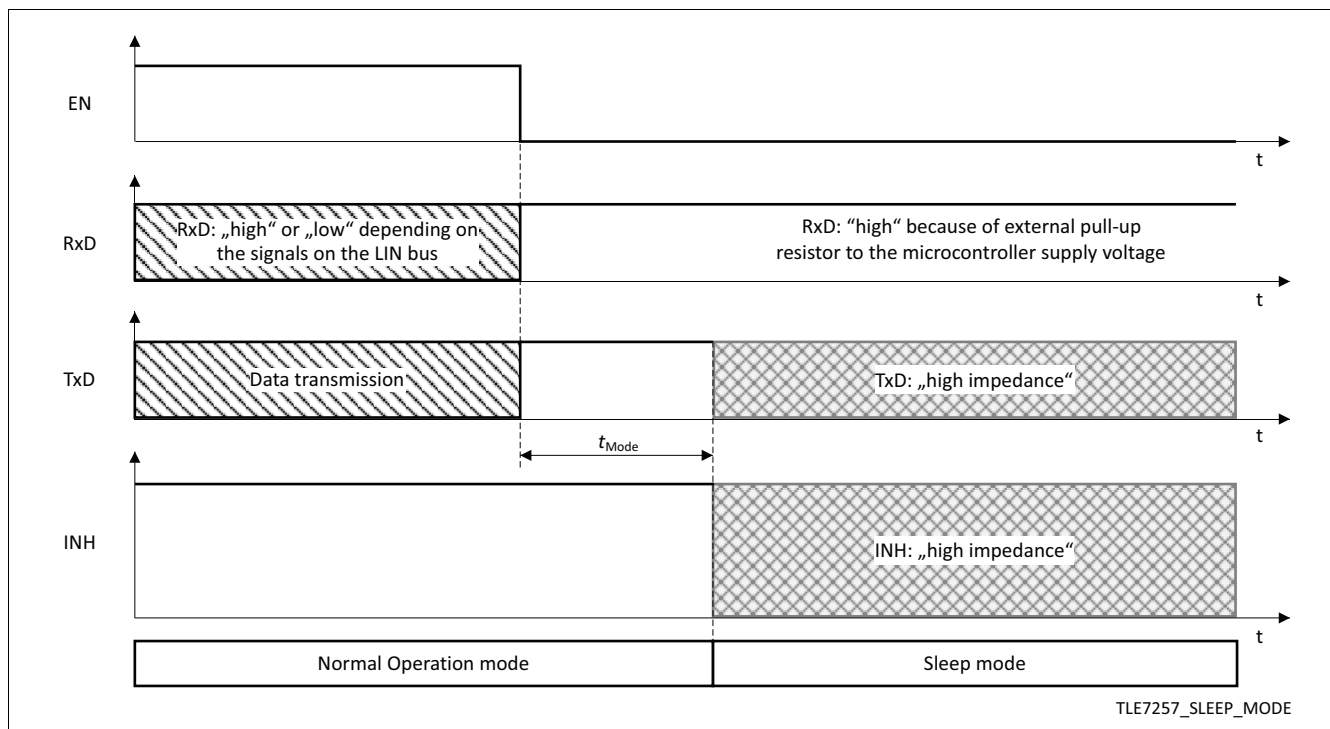 EN
t
RxD
RxD: „high“ or „low“ depending on
the signals on the LIN bus
RxD: “high” because of external pull-up
resistor to the microcontroller supply voltage
t
TxD
Data transmission
TxD: „high impedance“
t
tMode
INH
INH: „high impedance“
t
Normal Operation mode
Sleep mode
TLE7257_SLEEP_MODE